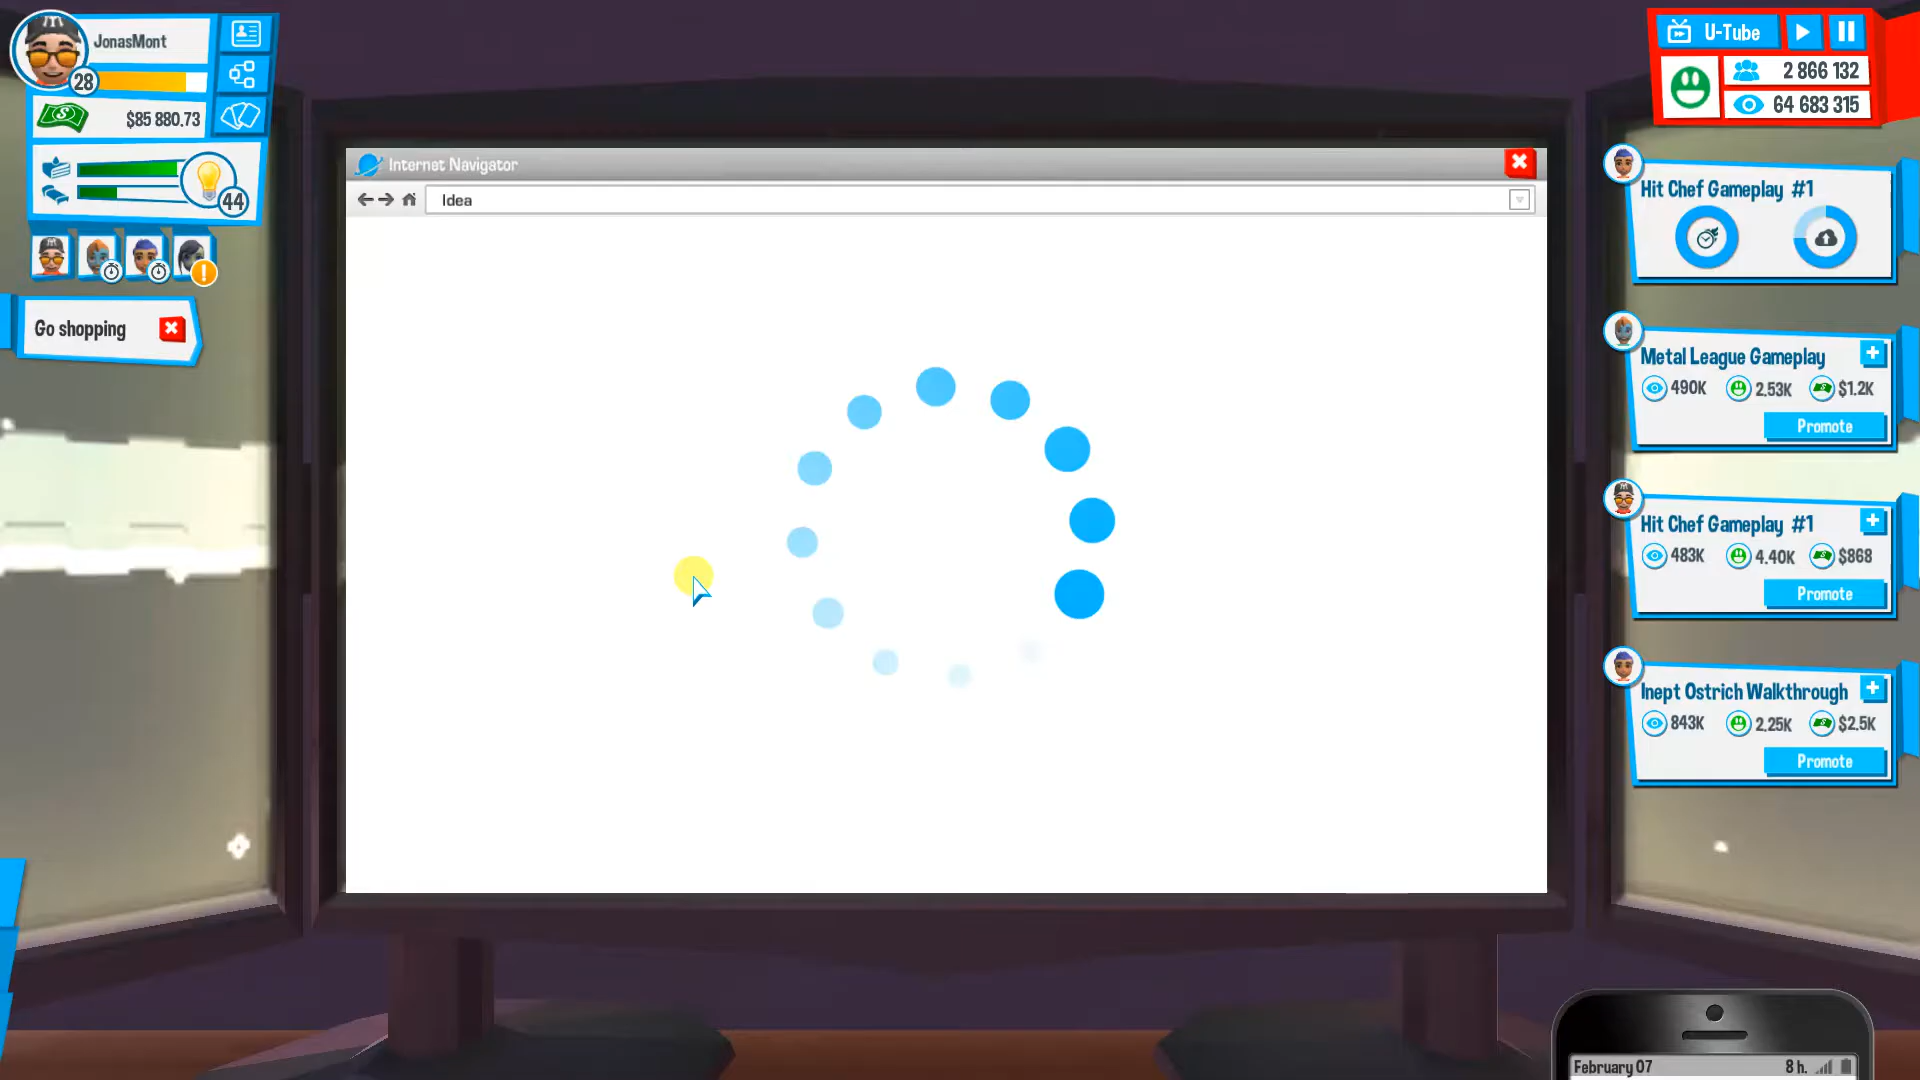 JonasMont
28
$85 880.73
44
Go shopping
Internet Navigator
Idea
U-Tube
2 866 132
64 683 315
Hit Chef Gameplay #1
Metal League Gameplay
490K 2.53K $1.2K
Promote
Hit Chef Gameplay #1
483K 4.40K $868
Promote
Inept Ostrich Walkthrough
843K 2.25K $2.5K
Promote
February 07 8 h.